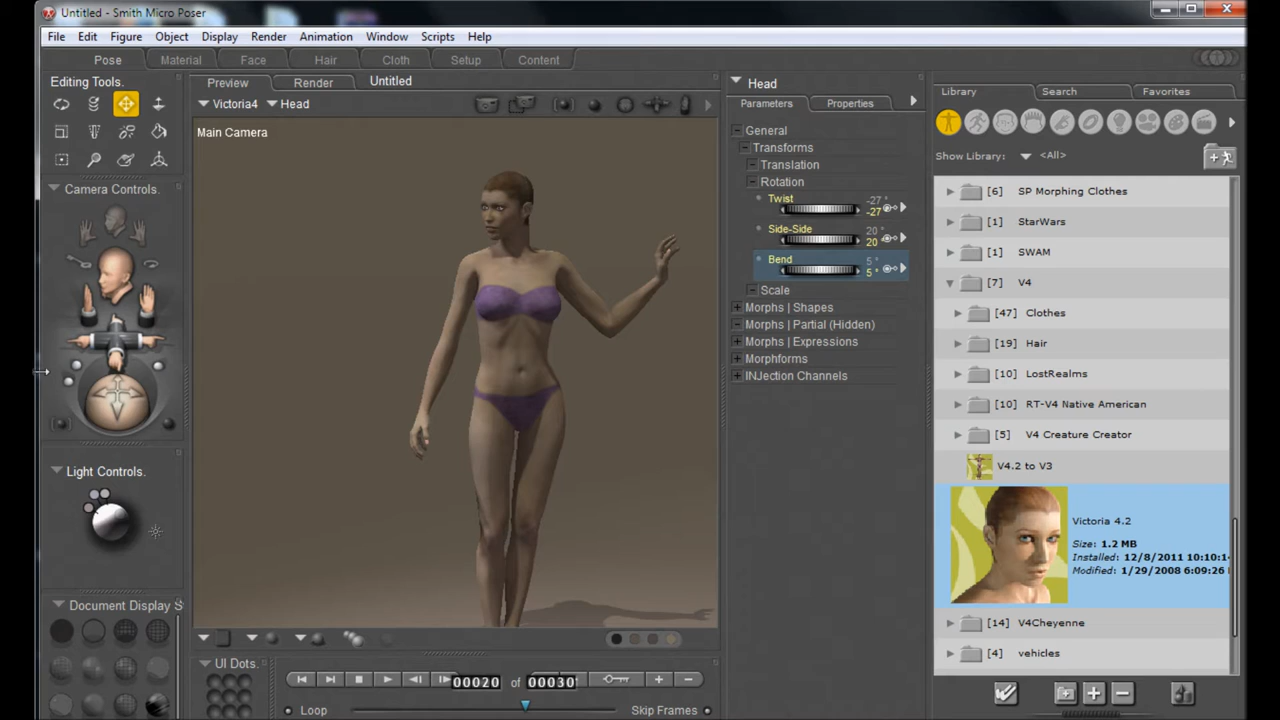 Untitled - Smith Micro Poser
File Edit Figure Object Display Render Animation Window Scripts Help
Pose Material Face Hair Cloth Setup Content
Editing Tools.
Preview Render Untitled
Victoria4 Head
Main Camera
Camera Controls.
Light Controls.
Document Display S
UI Dots.
00020 of 00030
Loop Skip Frames
Head
Parameters Properties
General
Transforms
Translation
Rotation
Twist -27 °
-27
Side-Side 20 °
20
Bend 5 °
5 °
Scale
Morphs | Shapes
Morphs | Partial (Hidden)
Morphs | Expressions
Morphforms
INJection Channels
Library Search Favorites
Show Library: <All>
[6] SP Morphing Clothes
[1] StarWars
[1] SWAM
[7] V4
[47] Clothes
[19] Hair
[10] LostRealms
[10] RT-V4 Native American
[5] V4 Creature Creator
V4.2 to V3
Victoria 4.2
Size: 1.2 MB
Installed: 12/8/2011 10:10:1
Modified: 1/29/2008 6:09:26
[14] V4Cheyenne
[4] vehicles